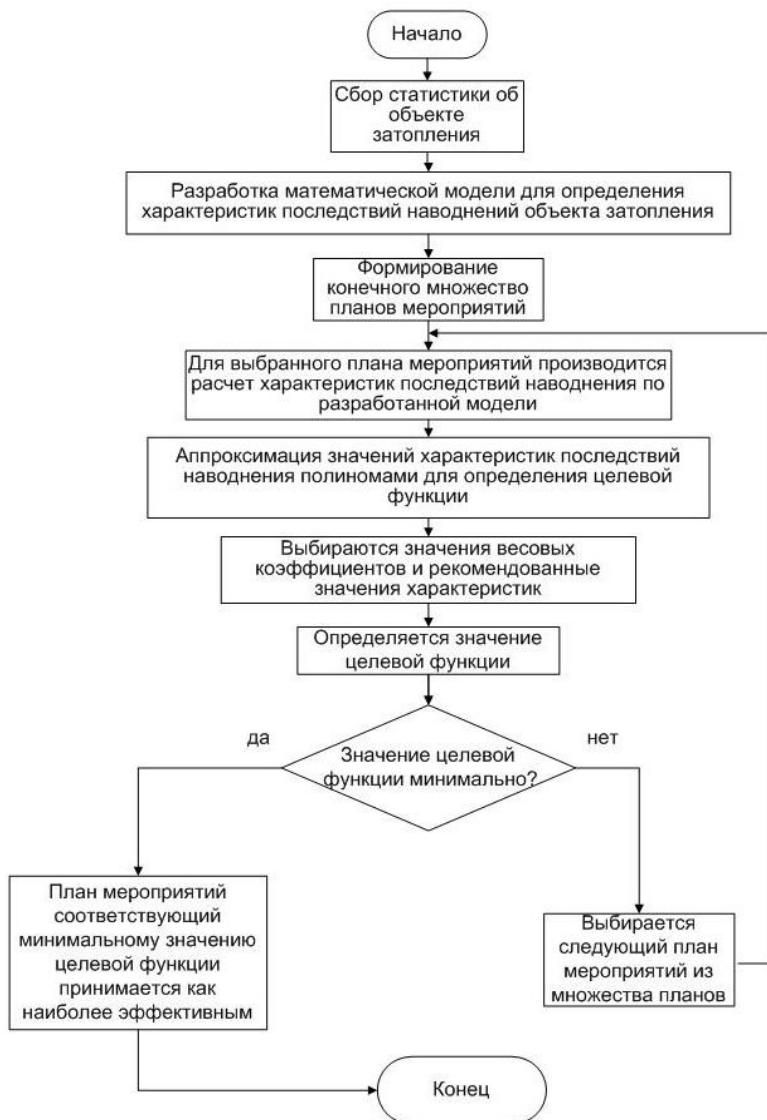 Начало
Сбор статистики об
объекте
затопления
Разработка математической модели для определения
характеристик последствий наводнений объекта затопления
Формирование
конечного множество
планов мероприятий
Для выбранного плана мероприятий производится
расчет характеристик последствий наводнения по
разработанной модели
Аппроксимация значений характеристик последствий
наводнения полиномами для определения целевой
функции
Выбираются значения весовых
коэффициентов и рекомендованные
значения характеристик
Определяется значение
целевой функции
да
нет
Значение целевой
функции минимально?
План мероприятий
соответствующий
минимальному значению
целевой функции
принимается как
наиболее эффективным
Выбирается
следующий план
мероприятий из
множества планов
Конец